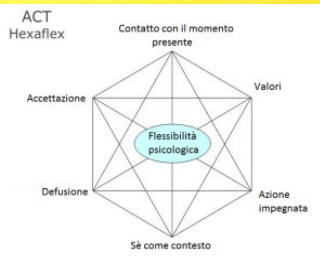 ACT
Hexaflex
Contatto con il momento
presente
Accettazione
Valori
Flessibilità
psicologica
Defusione
Azione
impegnata
Sè come contesto